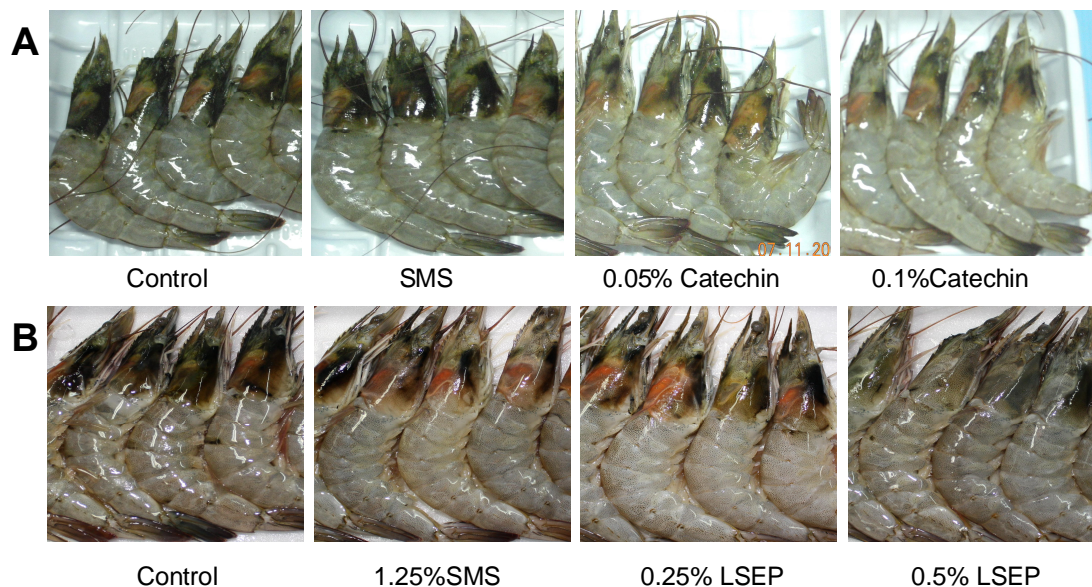 A
07.11.20
Control SMS 0.05% Catechin 0.1%Catechin
B
Control 1.25%SMS 0.25% LSEP 0.5% LSEP